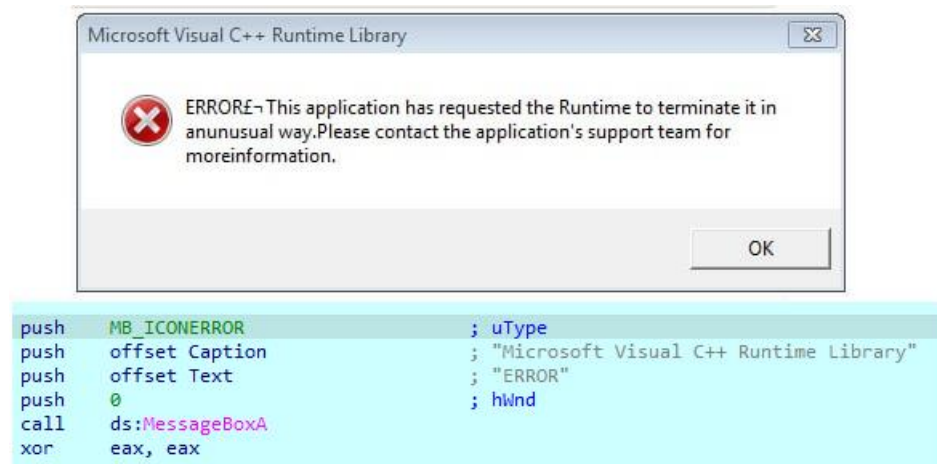 Microsoft Visual C++ Runtime Library
ERROR£¬ This application has requested the Runtime to terminate it in
anunusual way.Please contact the application's support team for
moreinformation.
OK
push MB_ICONERROR ; uType
push offset Caption ; "Microsoft Visual C++ Runtime Library"
push offset Text ; "ERROR"
push 0 ; hWnd
call ds:MessageBoxA
xor eax, eax